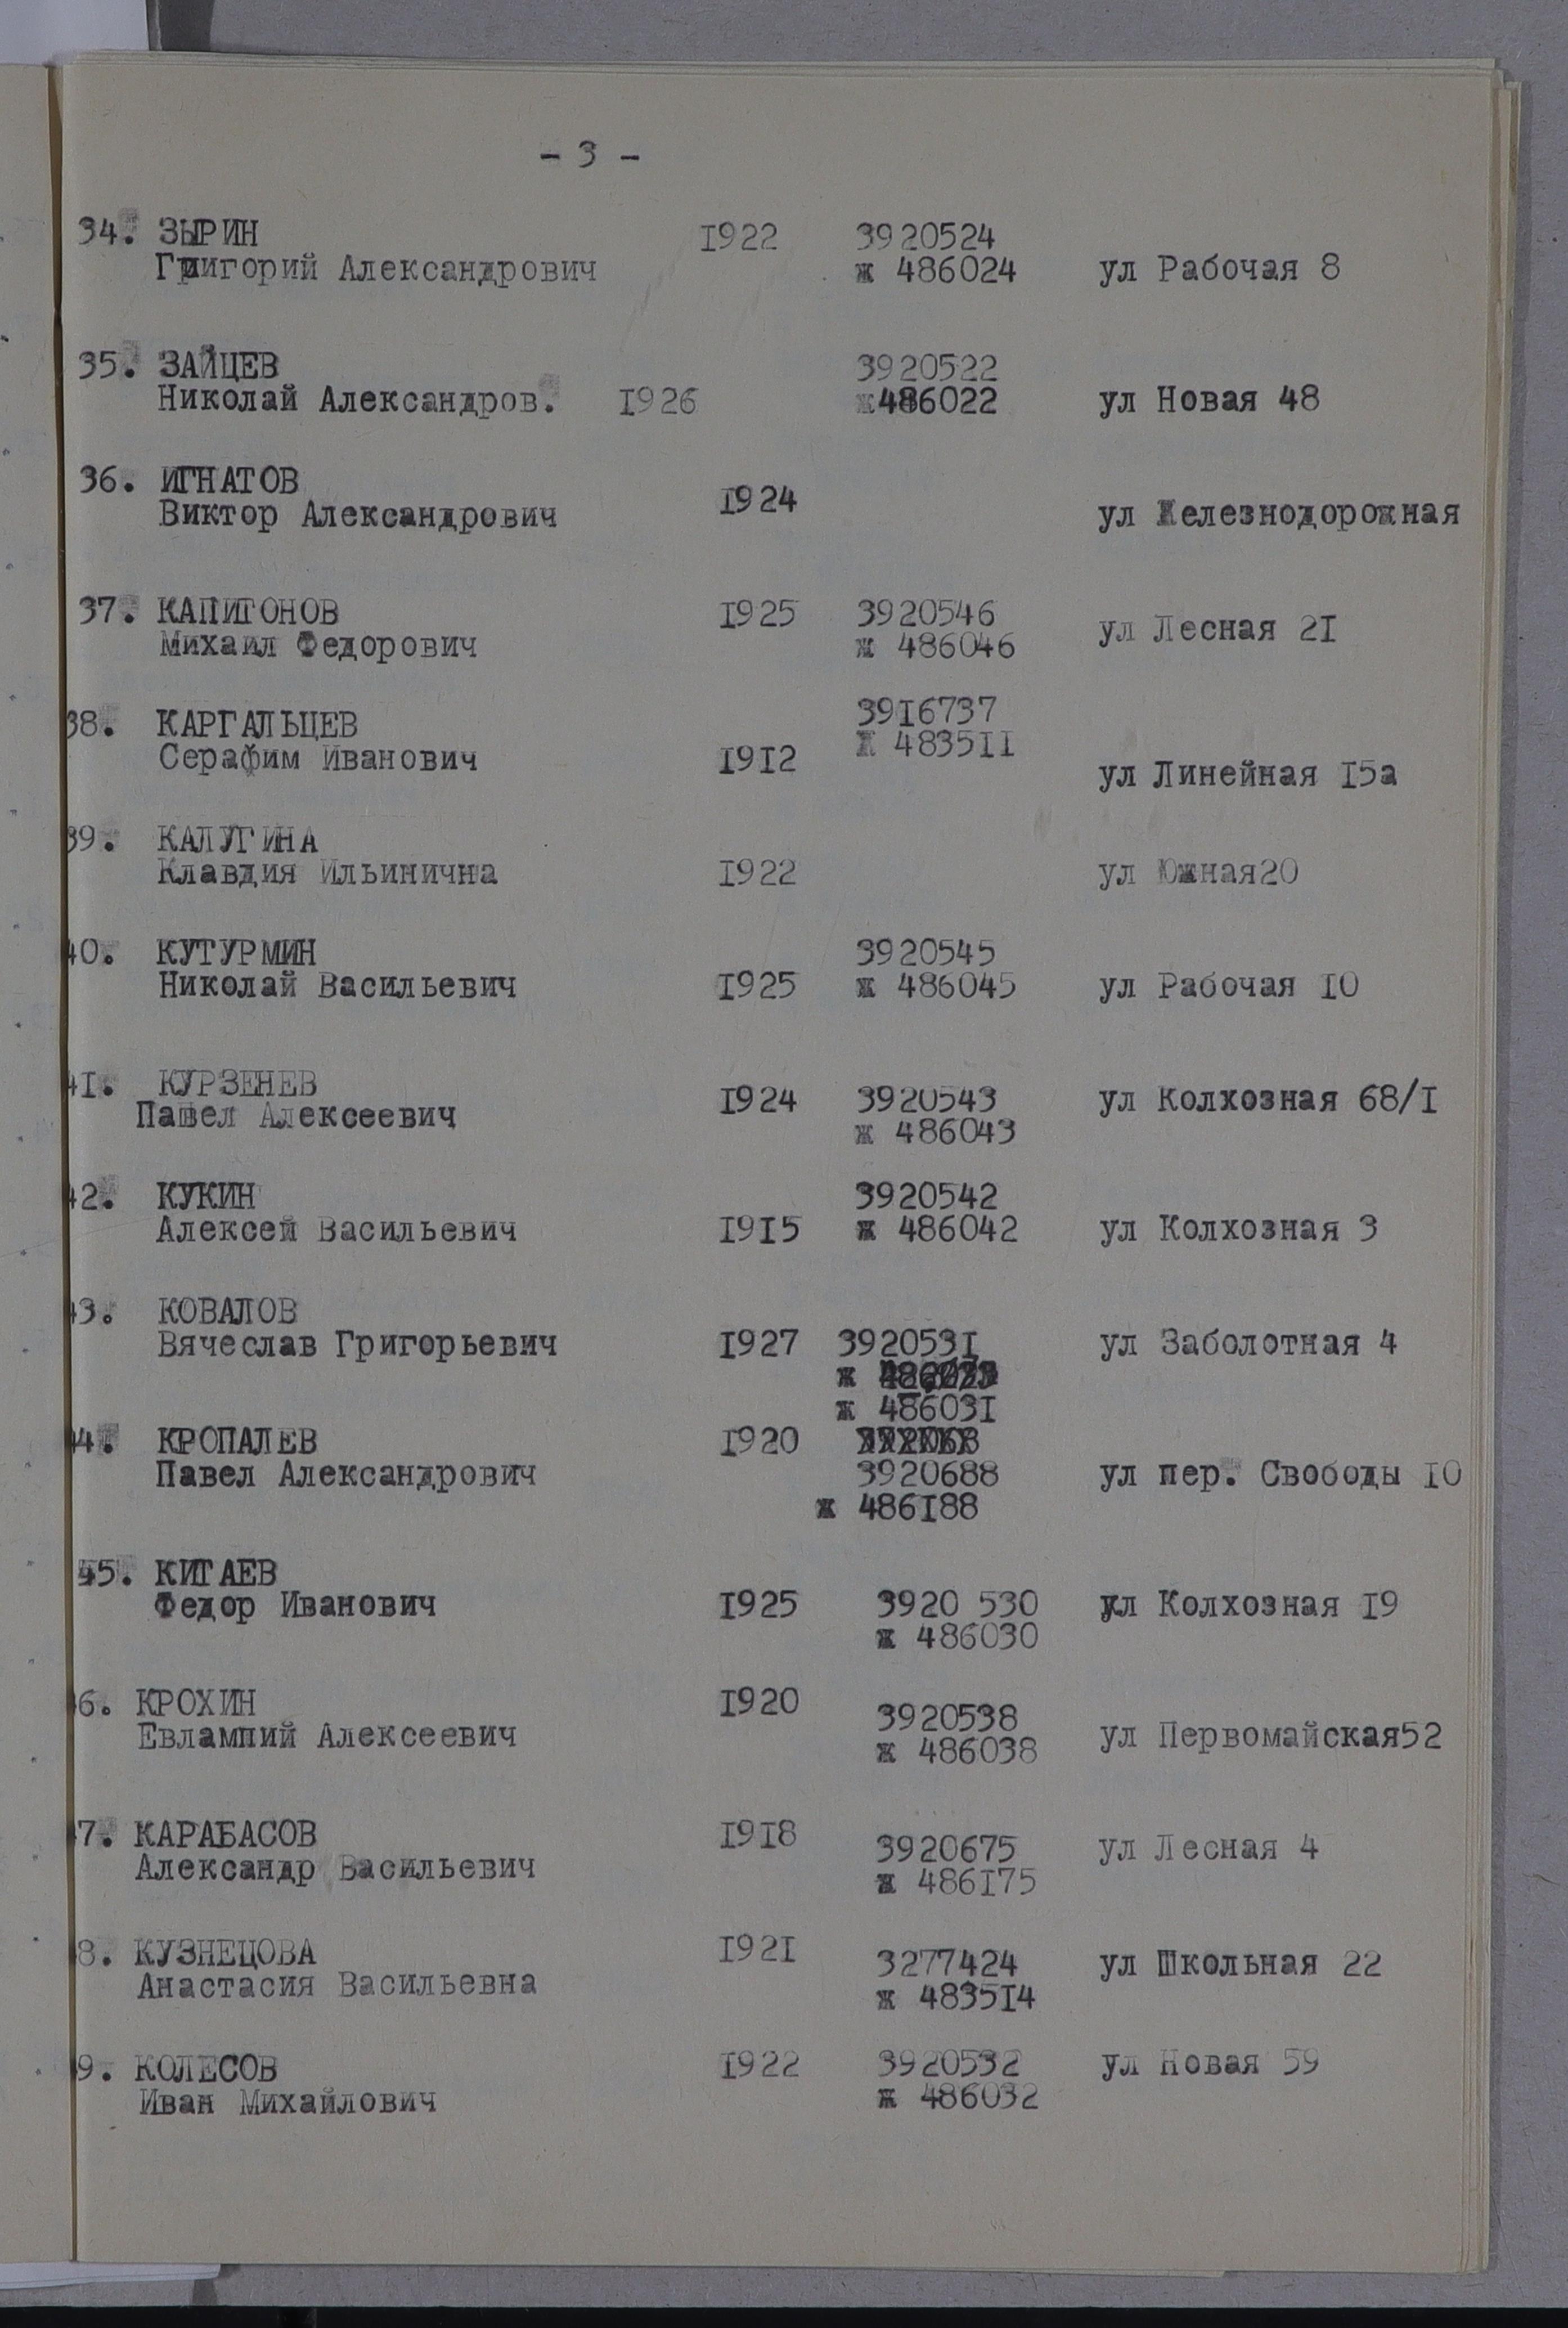 - 3 -
34. ЗЫРИН 1922 3920524
Григорий Александрович ж 486024 ул Рабочая 8
35. ЗАЙЦЕВ 3920522
Николай Александров. 1926 ж486022 ул Новая 48
36. ИГНАТОВ 1924
Виктор Александрович ул Железнодорожная
37. КАПИТОНОВ 1925 3920546
Михаил Федорович ж 486046 ул Лесная 21
38. КАРГАЛЬЦЕВ 3916737
Ж 483511
Серафим Иванович 1912 ул Линейная 15а
39. КАЛУГИНА
Клавдия Ильинична 1922 ул Южная20
40. КУТУРМИН 3920545
Николай Васильевич 1925 ж 486045 ул Рабочая 10
41. КУРЗЕНЕВ 1924 3920543 ул Колхозная 68/1
Павел Алексеевич ж 486043
42. КУКИН 3920542
Алексей Васильевич 1915 ж 486042 ул Колхозная 3
43. КОВАЛОВ
Вячеслав Григорьевич 1927 3920531 ул Заболотная 4
ж
ж 486031
44. КРОПАЛЕВ 1920
Павел Александрович 3920688 ул пер. Свободы 10
ж 486188
45. КИТАЕВ
Федор Иванович 1925 3920 530 ул Колхозная 19
ж 486030
6. КРОХИН 1920 3920538
Евлампий Алексеевич ж 486038 ул Первомайская52
7. КАРАБАСОВ 1918 3920675 ул Лесная 4
Александр Васильевич ж 486175
8. КУЗНЕЦОВА 1921 3277424 ул Школьная 22
Анастасия Васильевна ж 483514
9. КОЛЕСОВ 1922 3920532 ул Новая 59
Иван Михайлович ж 486032